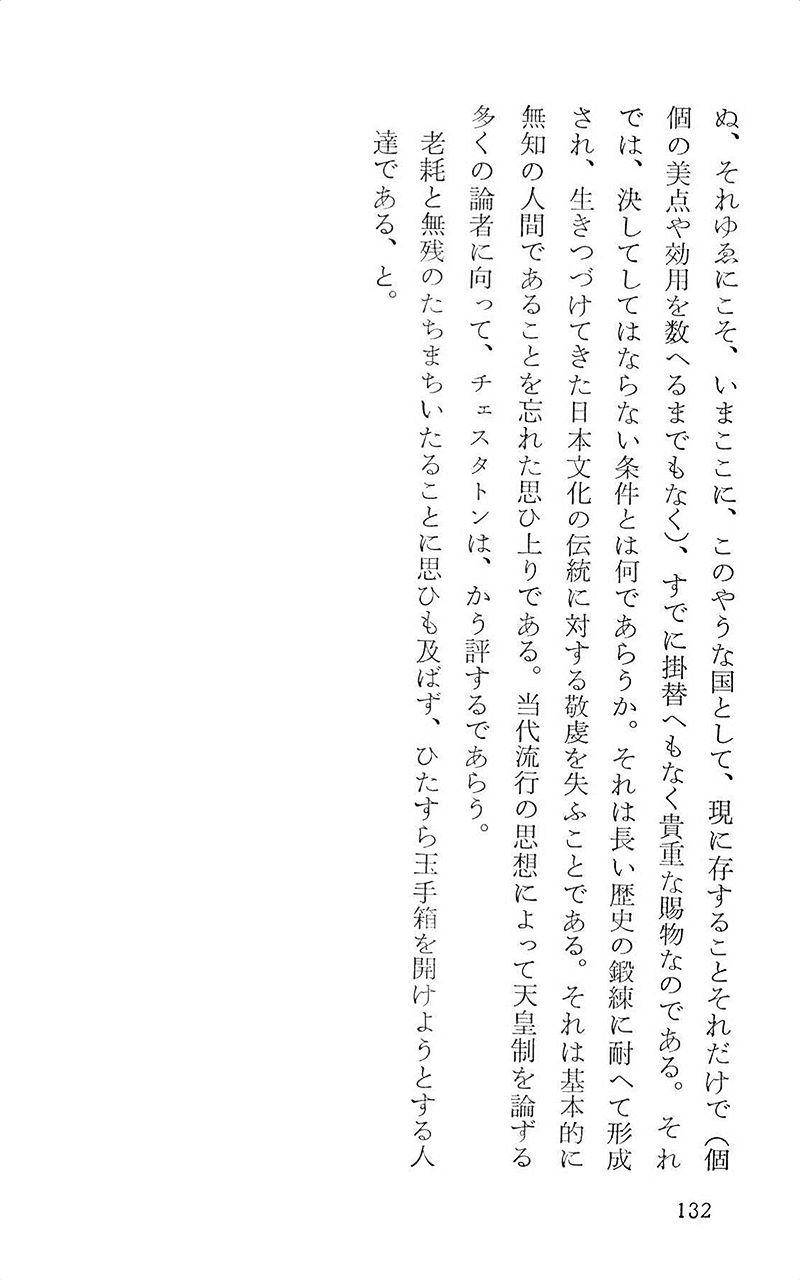 ぬ、それゆゑにこそ、いまここに、このやうな国として、現に存することそれだけで（個
個の美点や効用を数へるまでもなく）、すでに掛替へもなく貴重な賜物なのである。それ
では、決してしてはならない条件とは何であらうか。それは長い歴史の鍛練に耐へて形成
され、生きつづけてきた日本文化の伝統に対する敬虔を失ふことである。それは基本的に
無知の人間であることを忘れた思ひ上りである。当代流行の思想によって天皇制を論ずる
多くの論者に向って、チェスタトンは、かう評するであらう。
老耗と無残のたちまちいたることに思ひも及ばず、ひたすら玉手箱を開けようとする人
達である、と。
132